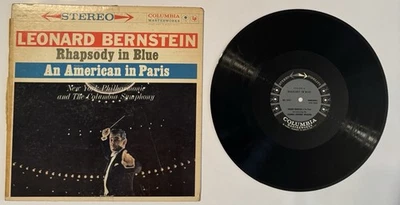 STEREO
COLUMBIA
MASTERWORKS
LEONARD BERNSTEIN
Rhapsody in Blue
An American in Paris
New York Philharmonic
and The Columbia Symphony
COLUMBIA